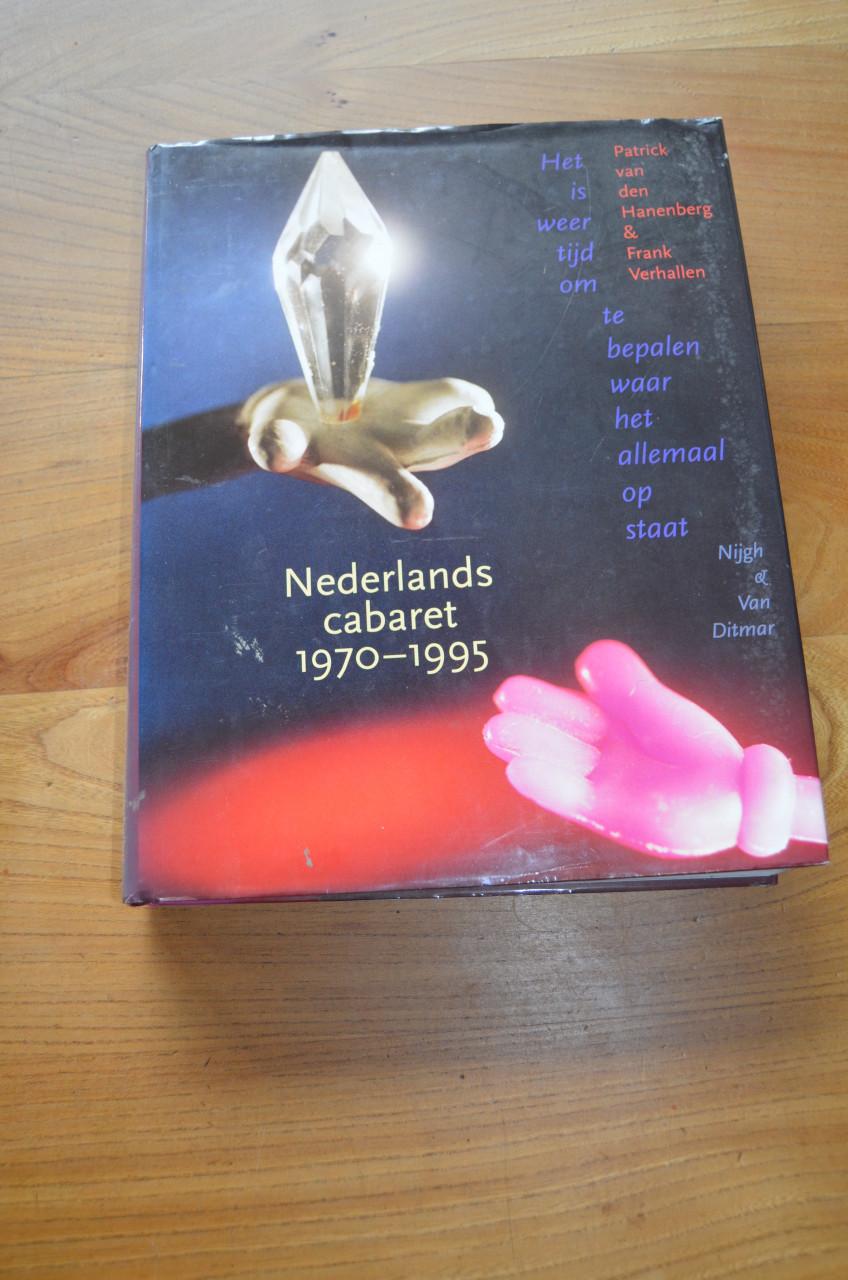 Het
is
weer
tijd
om
te
bepalen
waar
het
allemaal
op
staat
Patrick
van
den
Hanenberg
&
Frank
Verhallen
Nijgh
&
Van
Ditmar
Nederlands
cabaret
1970–1995